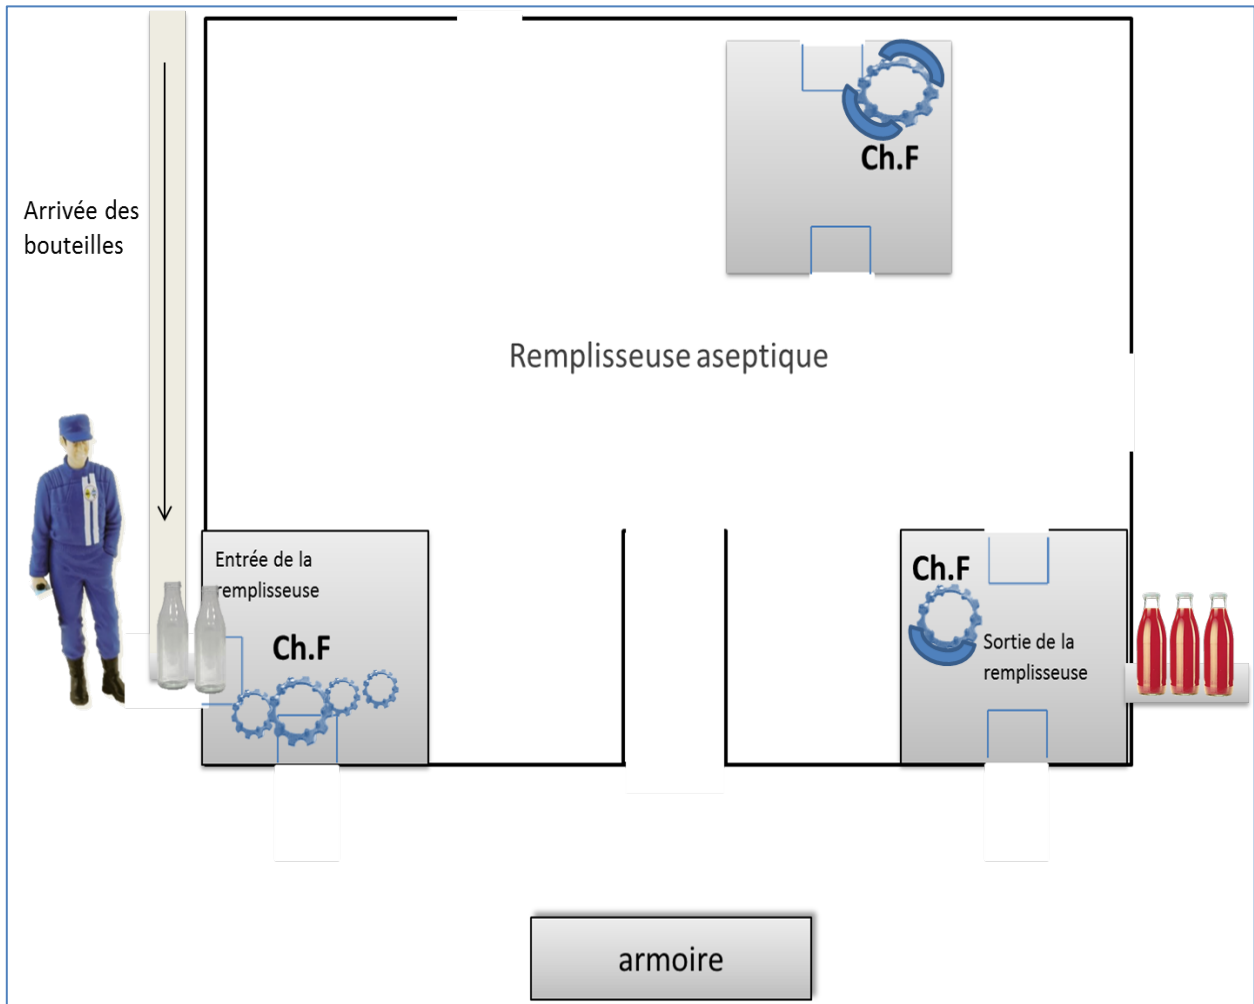 Ch.F
Arrivée des
bouteilles
Remplisseuse aseptique
Entrée de la
remplisseuse
Ch.F
Ch.F
Sortie de la
remplisseuse
armoire